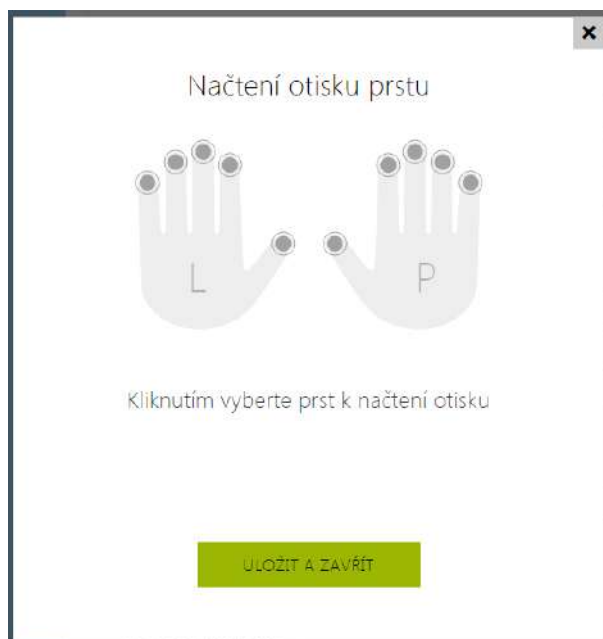 Načtení otisku prstu
L P
Kliknutím vyberte prst k načtení otisku
ULOŽIT A ZAVŘÍT